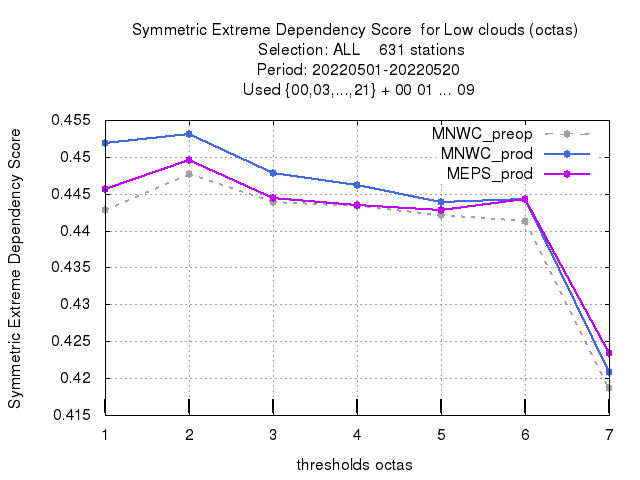 Symmetric Extreme Dependency Score  for Low clouds (octas)
Selection: ALL    631 stations
Period: 20220501-20220520
Used {00,03,...,21} + 00 01 ... 09
Symmetric Extreme Dependency Score
0.455
0.45
0.445
0.44
0.435
0.43
0.425
0.42
0.415
MNWC_preop
MNWC_prod
MEPS_prod
1 2 3 4 5 6 7
thresholds octas